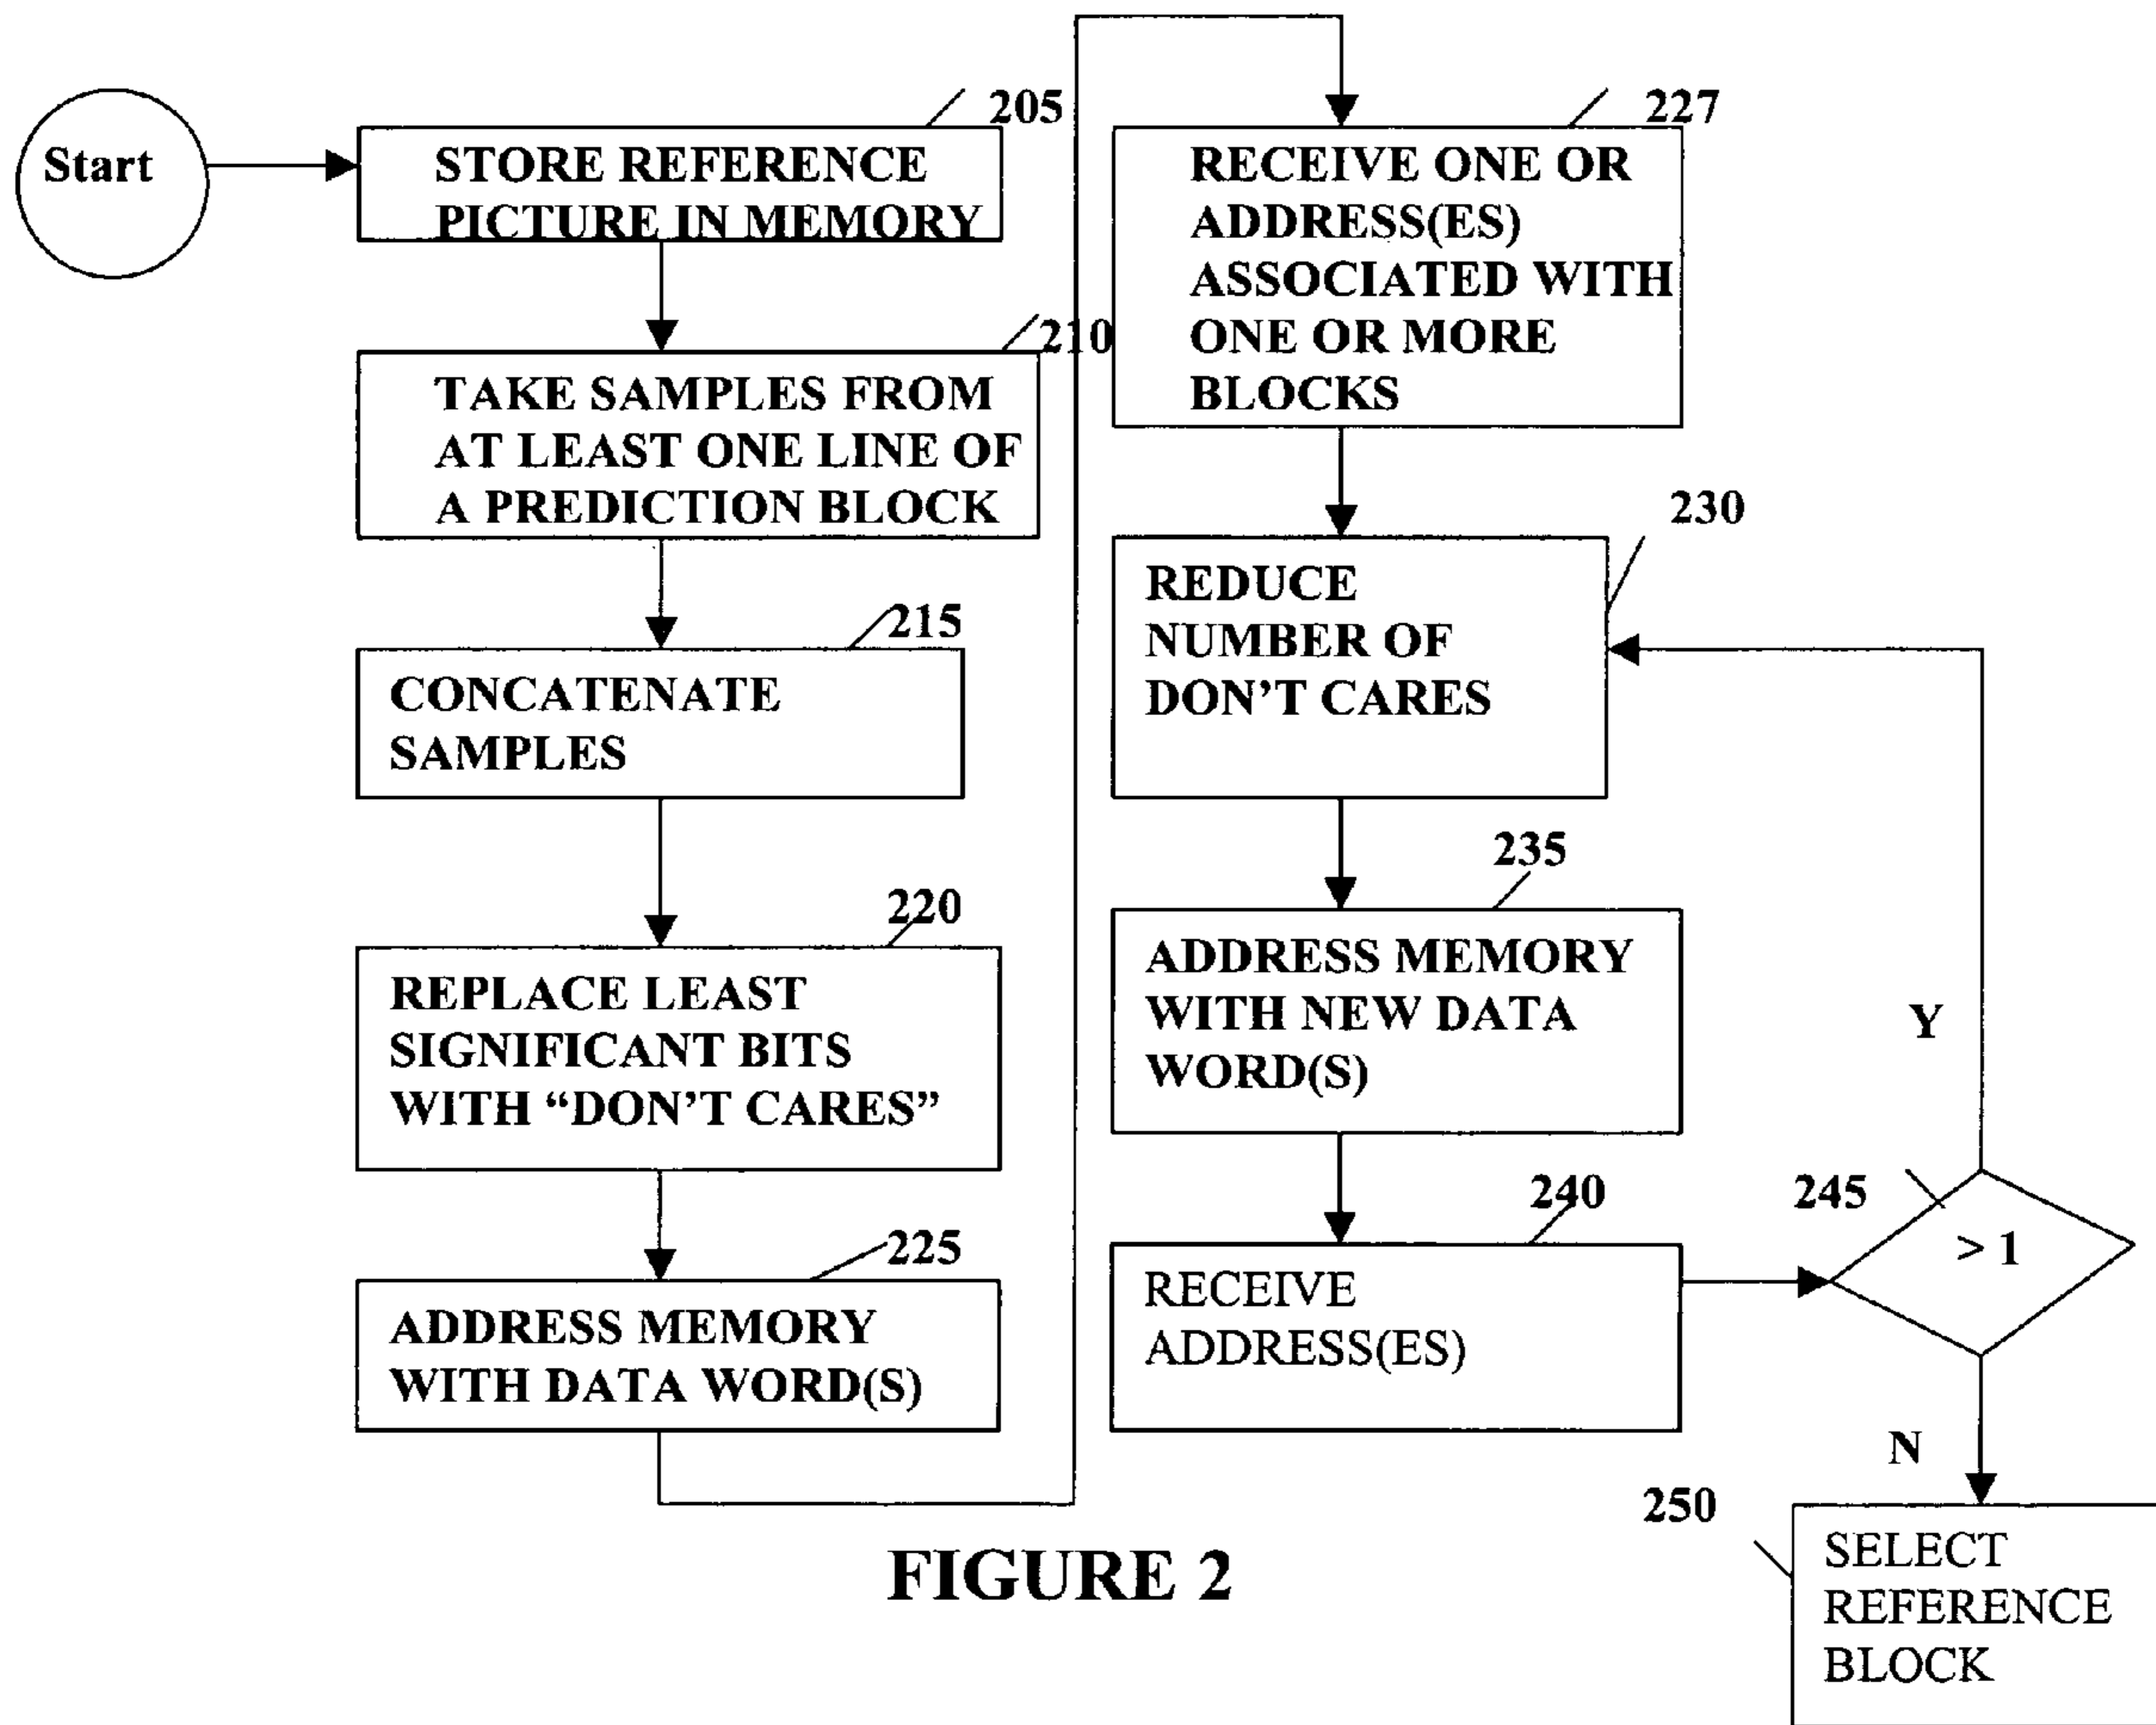 Start
205
STORE REFERENCE
PICTURE IN MEMORY
210
TAKE SAMPLES FROM
AT LEAST ONE LINE OF
A PREDICTION BLOCK
215
CONCATENATE
SAMPLES
220
REPLACE LEAST
SIGNIFICANT BITS
WITH “DON’T CARES”
225
ADDRESS MEMORY
WITH DATA WORD(S)
227
RECEIVE ONE OR
ADDRESS(ES)
ASSOCIATED WITH
ONE OR MORE
BLOCKS
230
REDUCE
NUMBER OF
DON’T CARES
235
ADDRESS MEMORY
WITH NEW DATA
WORD(S)
240
RECEIVE
ADDRESS(ES)
245
> 1
Y
N
250
SELECT
REFERENCE
BLOCK
FIGURE 2